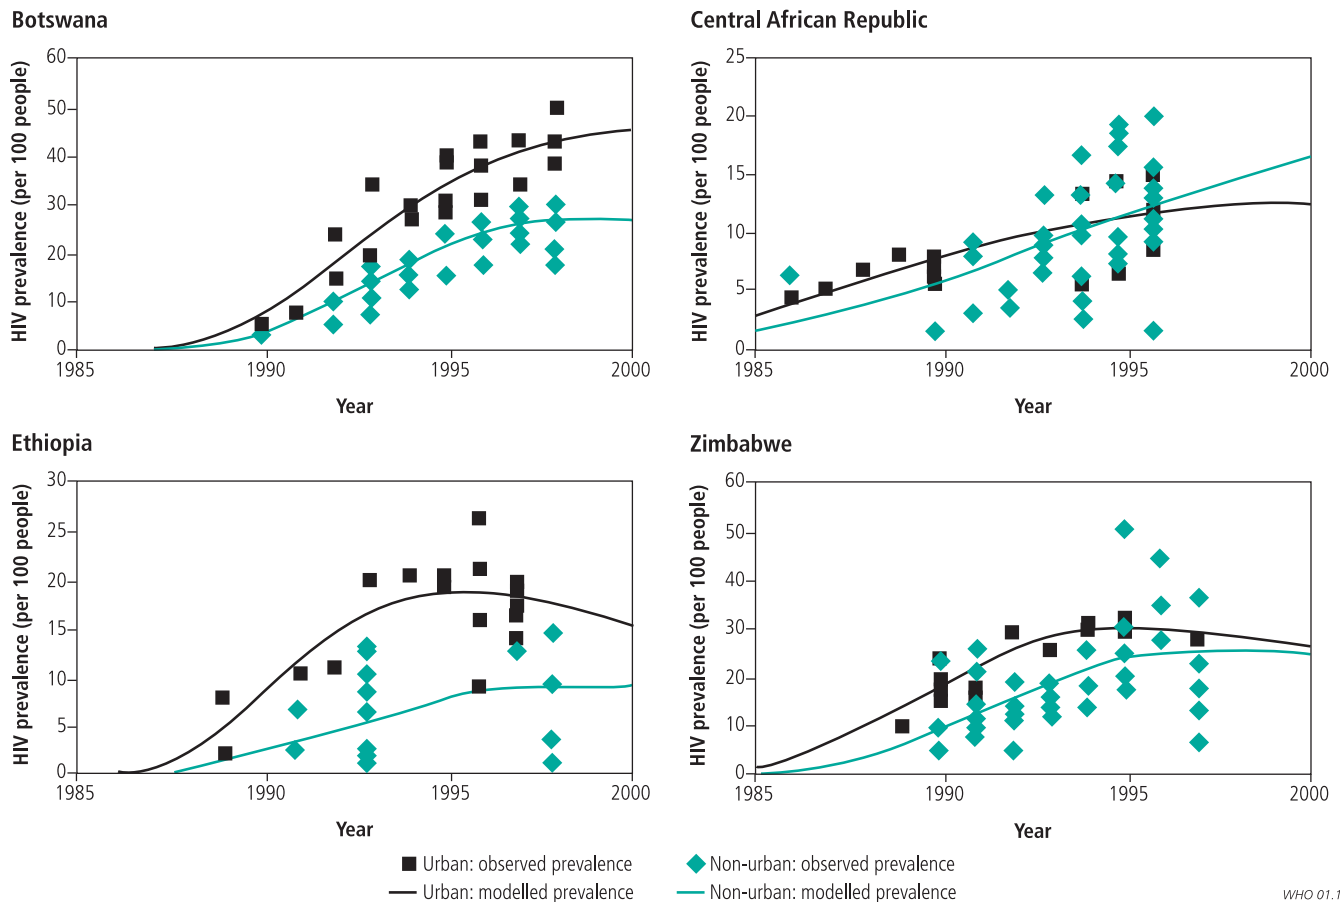 Botswana
HIV prevalence (per 100 people)
60
50
40
30
20
10
0
1985
1990
1995
2000
Year
Central African Republic
HIV prevalence (per 100 people)
25
20
15
10
5
0
1985
1990
1995
2000
Year
Ethiopia
HIV prevalence (per 100 people)
30
25
20
15
10
5
0
1985
1990
1995
2000
Year
Zimbabwe
HIV prevalence (per 100 people)
60
50
40
30
20
10
0
1985
1990
1995
2000
Year
Urban: observed prevalence
Non-urban: observed prevalence
Urban: modelled prevalence
Non-urban: modelled prevalence
WHO 01.1